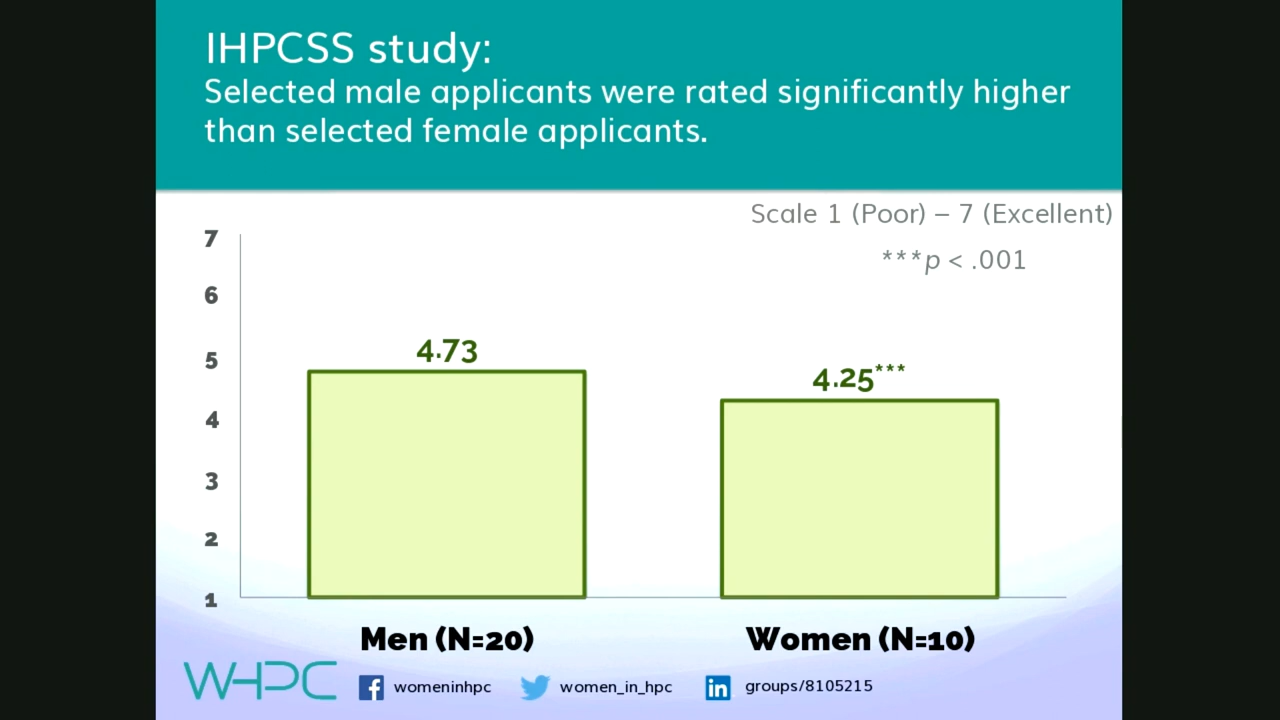 IHPCSS study:
Selected male applicants were rated significantly higher
than selected female applicants.
Scale 1 (Poor) – 7 (Excellent)
***p < .001
7
6
5
4
3
2
1
4.73
4.25***
Men (N=20)
Women (N=10)
WHPC
womeninhpc
women_in_hpc
in
groups/8105215